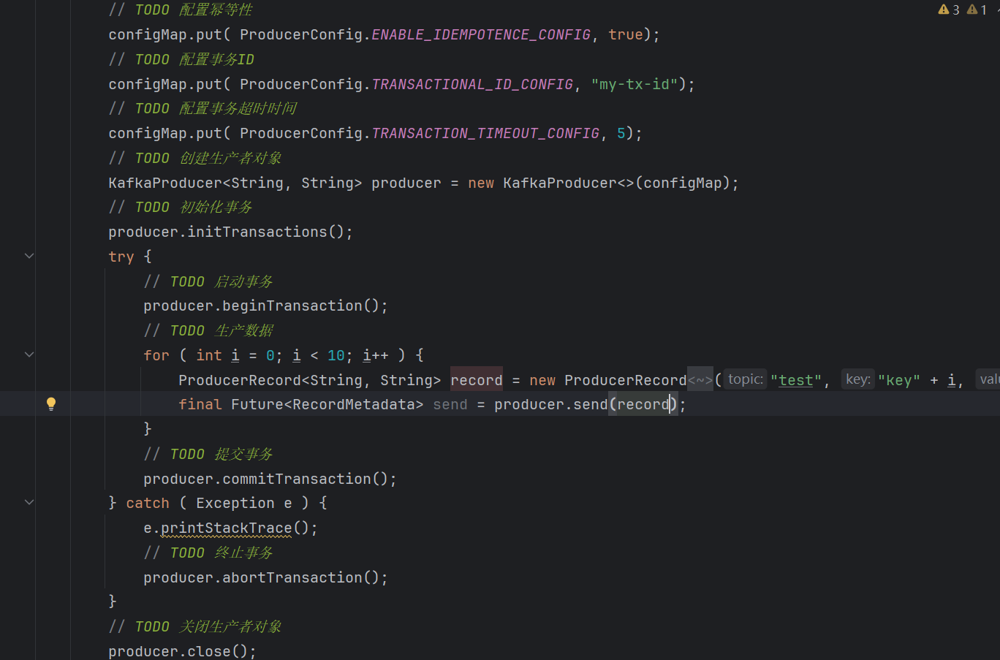 // TODO 配置幂等性
3 1
configMap.put( ProducerConfig.ENABLE_IDEMPOTENCE_CONFIG, true);
// TODO 配置事务ID
configMap.put( ProducerConfig.TRANSACTIONAL_ID_CONFIG, "my-tx-id");
// TODO 配置事务超时时间
configMap.put( ProducerConfig.TRANSACTION_TIMEOUT_CONFIG, 5);
// TODO 创建生产者对象
KafkaProducer<String, String> producer = new KafkaProducer<>(configMap);
// TODO 初始化事务
producer.initTransactions();
try {
// TODO 启动事务
producer.beginTransaction();
// TODO 生产数据
for ( int i = 0; i < 10; i++ ) {
ProducerRecord<String, String> record = new ProducerRecord<~>( topic: "test", key: "key" + i,
final Future<RecordMetadata> send = producer.send(record);
}
// TODO 提交事务
producer.commitTransaction();
} catch ( Exception e ) {
e.printStackTrace();
// TODO 终止事务
producer.abortTransaction();
}
// TODO 关闭生产者对象
producer.close();